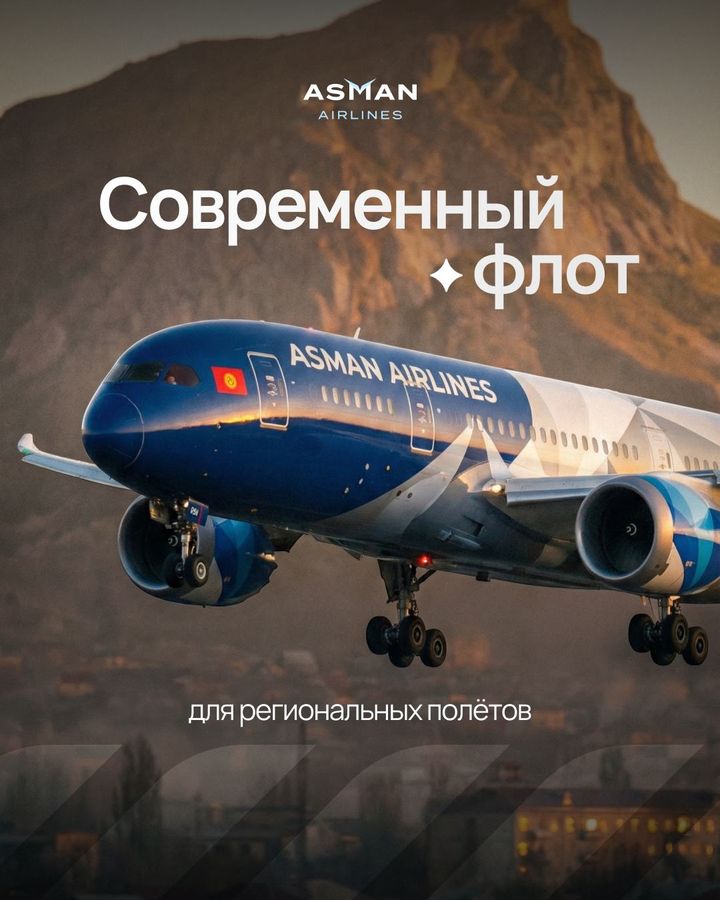 ASMAN
AIRLINES
Современный
флот
ASMAN AIRLINES
для региональных полётов